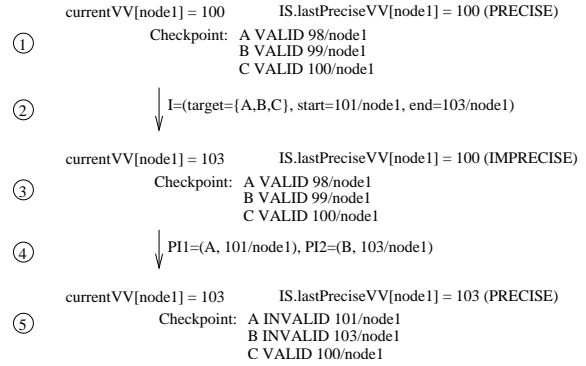 currentVV[node1] = 100 IS.lastPreciseVV[node1] = 100 (PRECISE)
1 Checkpoint: A VALID 98/node1
B VALID 99/node1
C VALID 100/node1
2 I=(target={A,B,C}, start=101/node1, end=103/node1)
currentVV[node1] = 103 IS.lastPreciseVV[node1] = 100 (IMPRECISE)
3 Checkpoint: A VALID 98/node1
B VALID 99/node1
C VALID 100/node1
4 PI1=(A, 101/node1), PI2=(B, 103/node1)
currentVV[node1] = 103 IS.lastPreciseVV[node1] = 103 (PRECISE)
5 Checkpoint: A INVALID 101/node1
B INVALID 103/node1
C VALID 100/node1